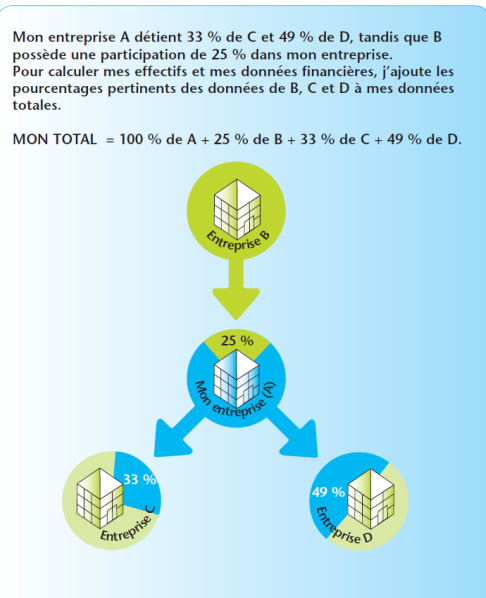 Mon entreprise A détient 33 % de C et 49 % de D, tandis que B
possède une participation de 25 % dans mon entreprise.
Pour calculer mes effectifs et mes données financières, j’ajoute les
pourcentages pertinents des données de B, C et D à mes données
totales.
MON TOTAL = 100 % de A + 25 % de B + 33 % de C + 49 % de D.
Entreprise B
25 %
Mon entreprise (A)
33 %
Entreprise C
49 %
Entreprise D